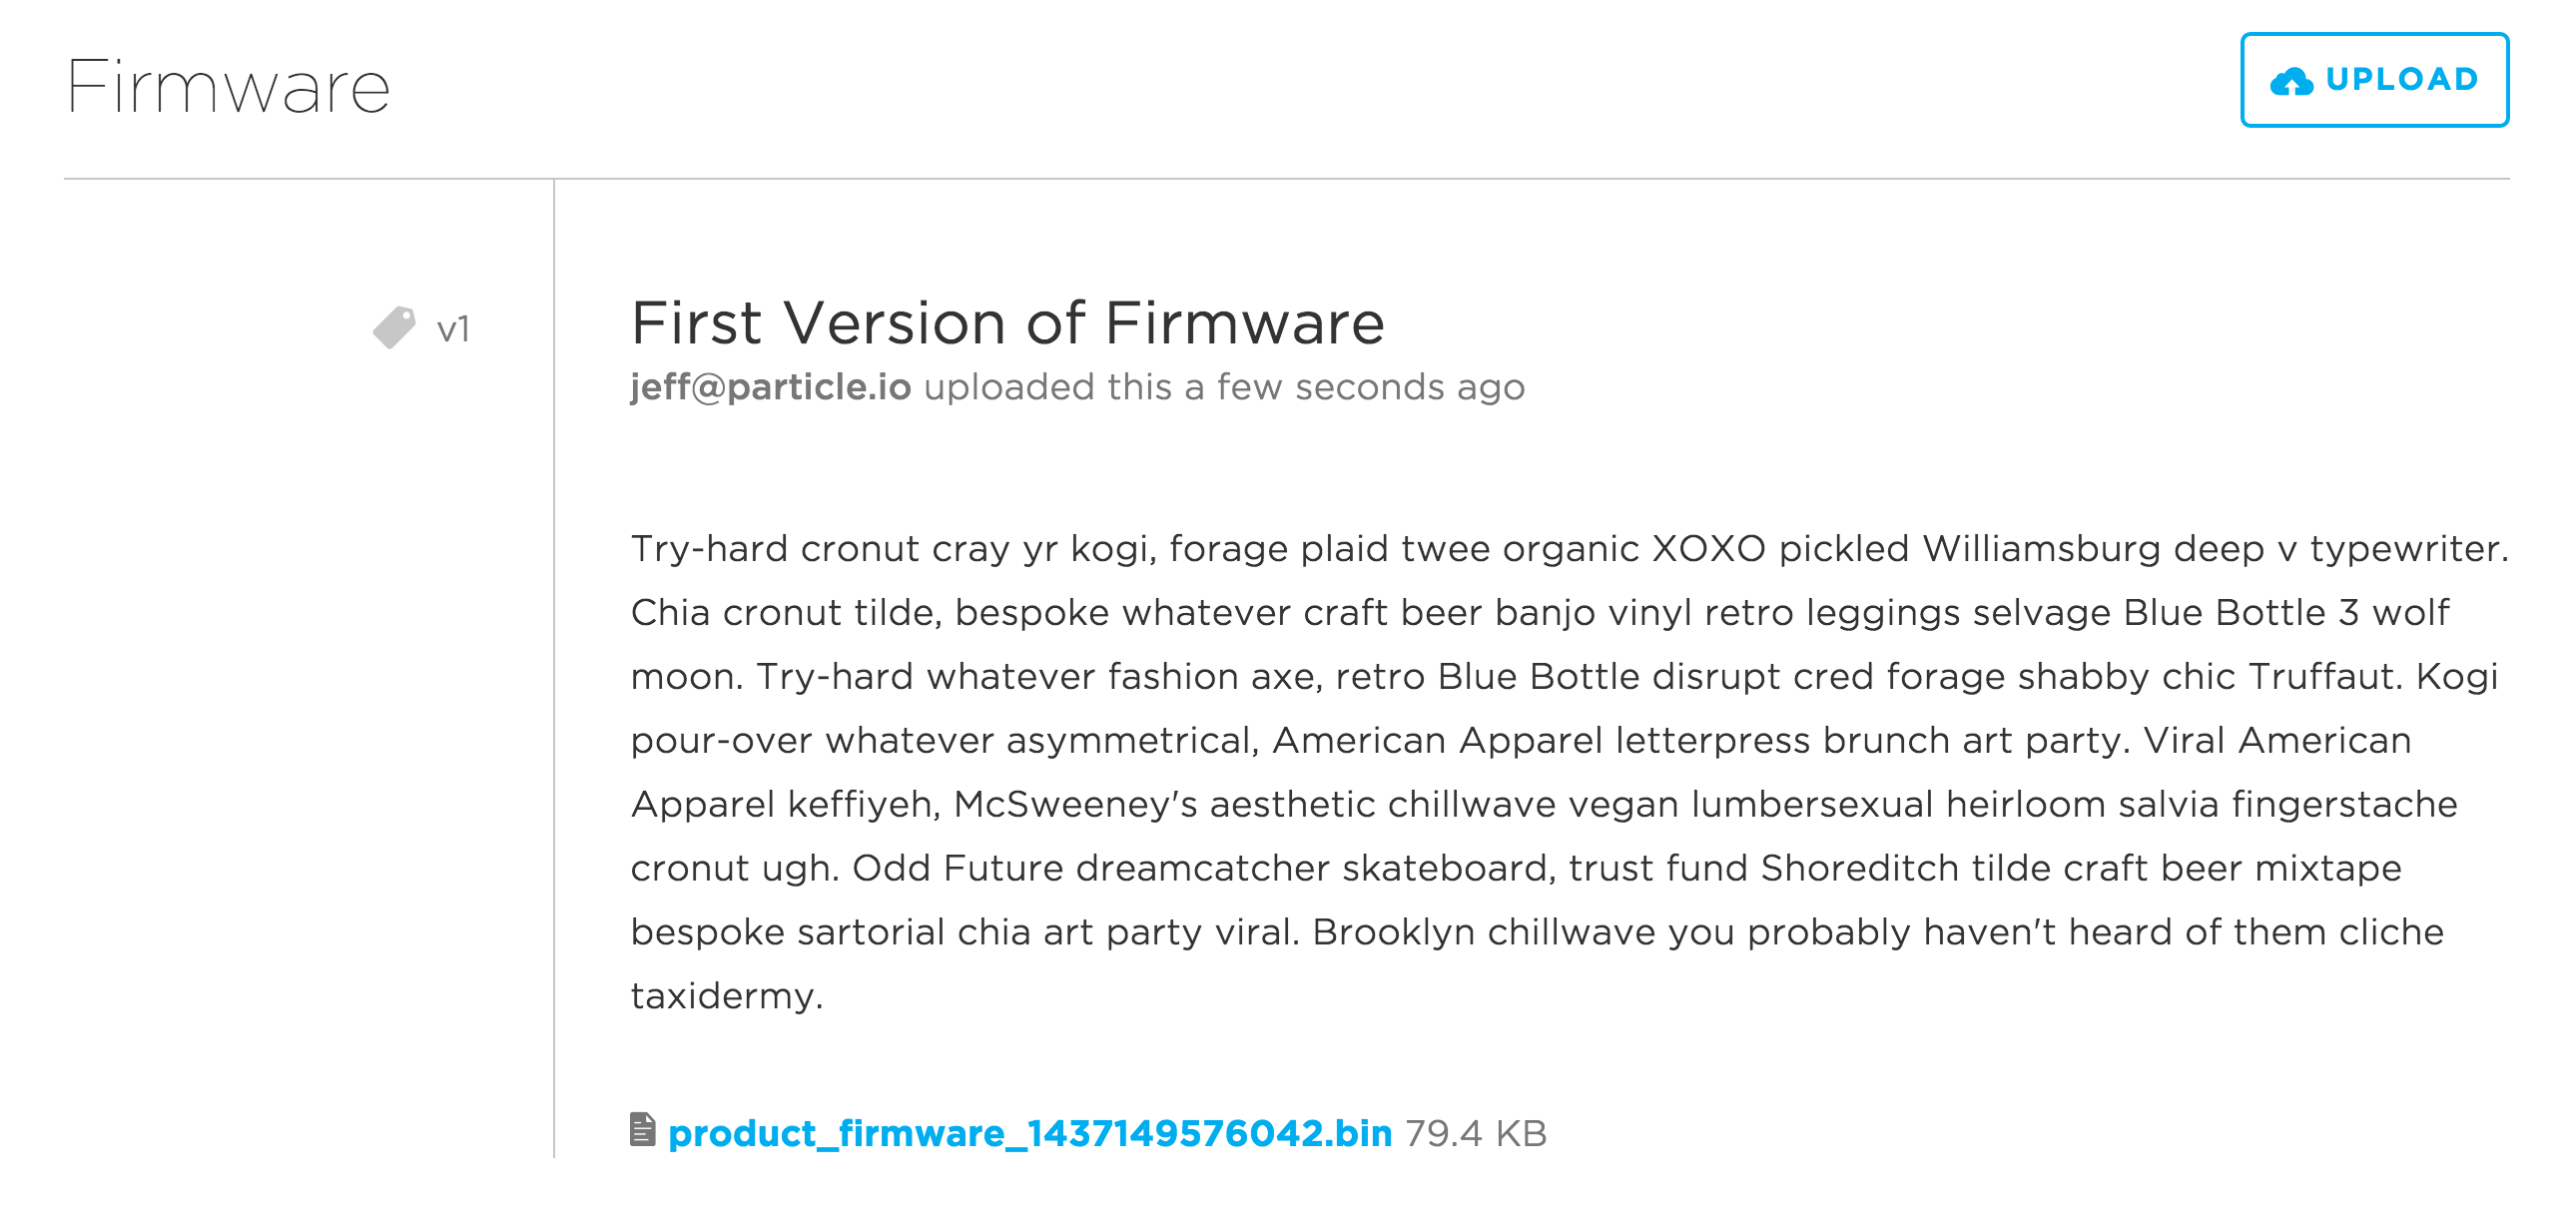 Firmware
UPLOAD
v1
First Version of Firmware
jeff@particle.io uploaded this a few seconds ago
Try-hard cronut cray yr kogi, forage plaid twee organic XOXO pickled Williamsburg deep v typewriter.
Chia cronut tilde, bespoke whatever craft beer banjo vinyl retro leggings selvage Blue Bottle 3 wolf
moon. Try-hard whatever fashion axe, retro Blue Bottle disrupt cred forage shabby chic Truffaut. Kogi
pour-over whatever asymmetrical, American Apparel letterpress brunch art party. Viral American
Apparel keffiyeh, McSweeney's aesthetic chillwave vegan lumbersexual heirloom salvia fingerstache
cronut ugh. Odd Future dreamcatcher skateboard, trust fund Shoreditch tilde craft beer mixtape
bespoke sartorial chia art party viral. Brooklyn chillwave you probably haven't heard of them cliche
taxidermy.
product_firmware_1437149576042.bin 79.4 KB